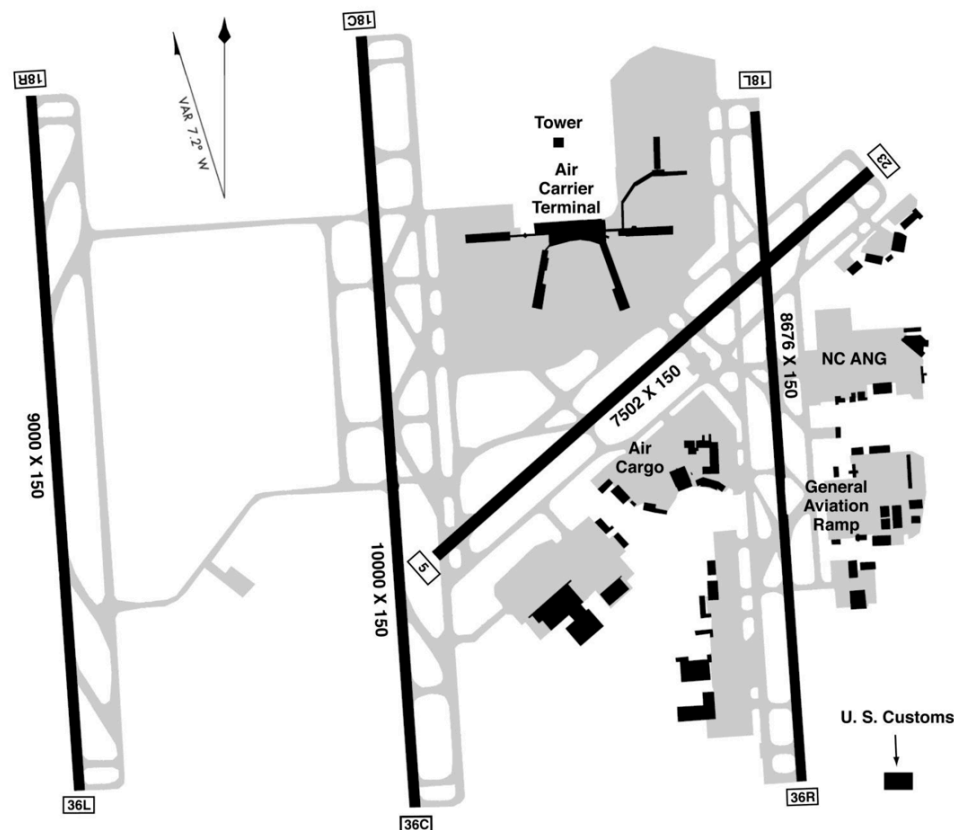 18C
18R
18L
VAR 7.2° W
Tower
Air
Carrier
Terminal
23
8676 X 150
NC ANG
7502 X 150
9000 X 150
Air
Cargo
General
Aviation
Ramp
5
10000 X 150
U. S. Customs
36L
36C
36R